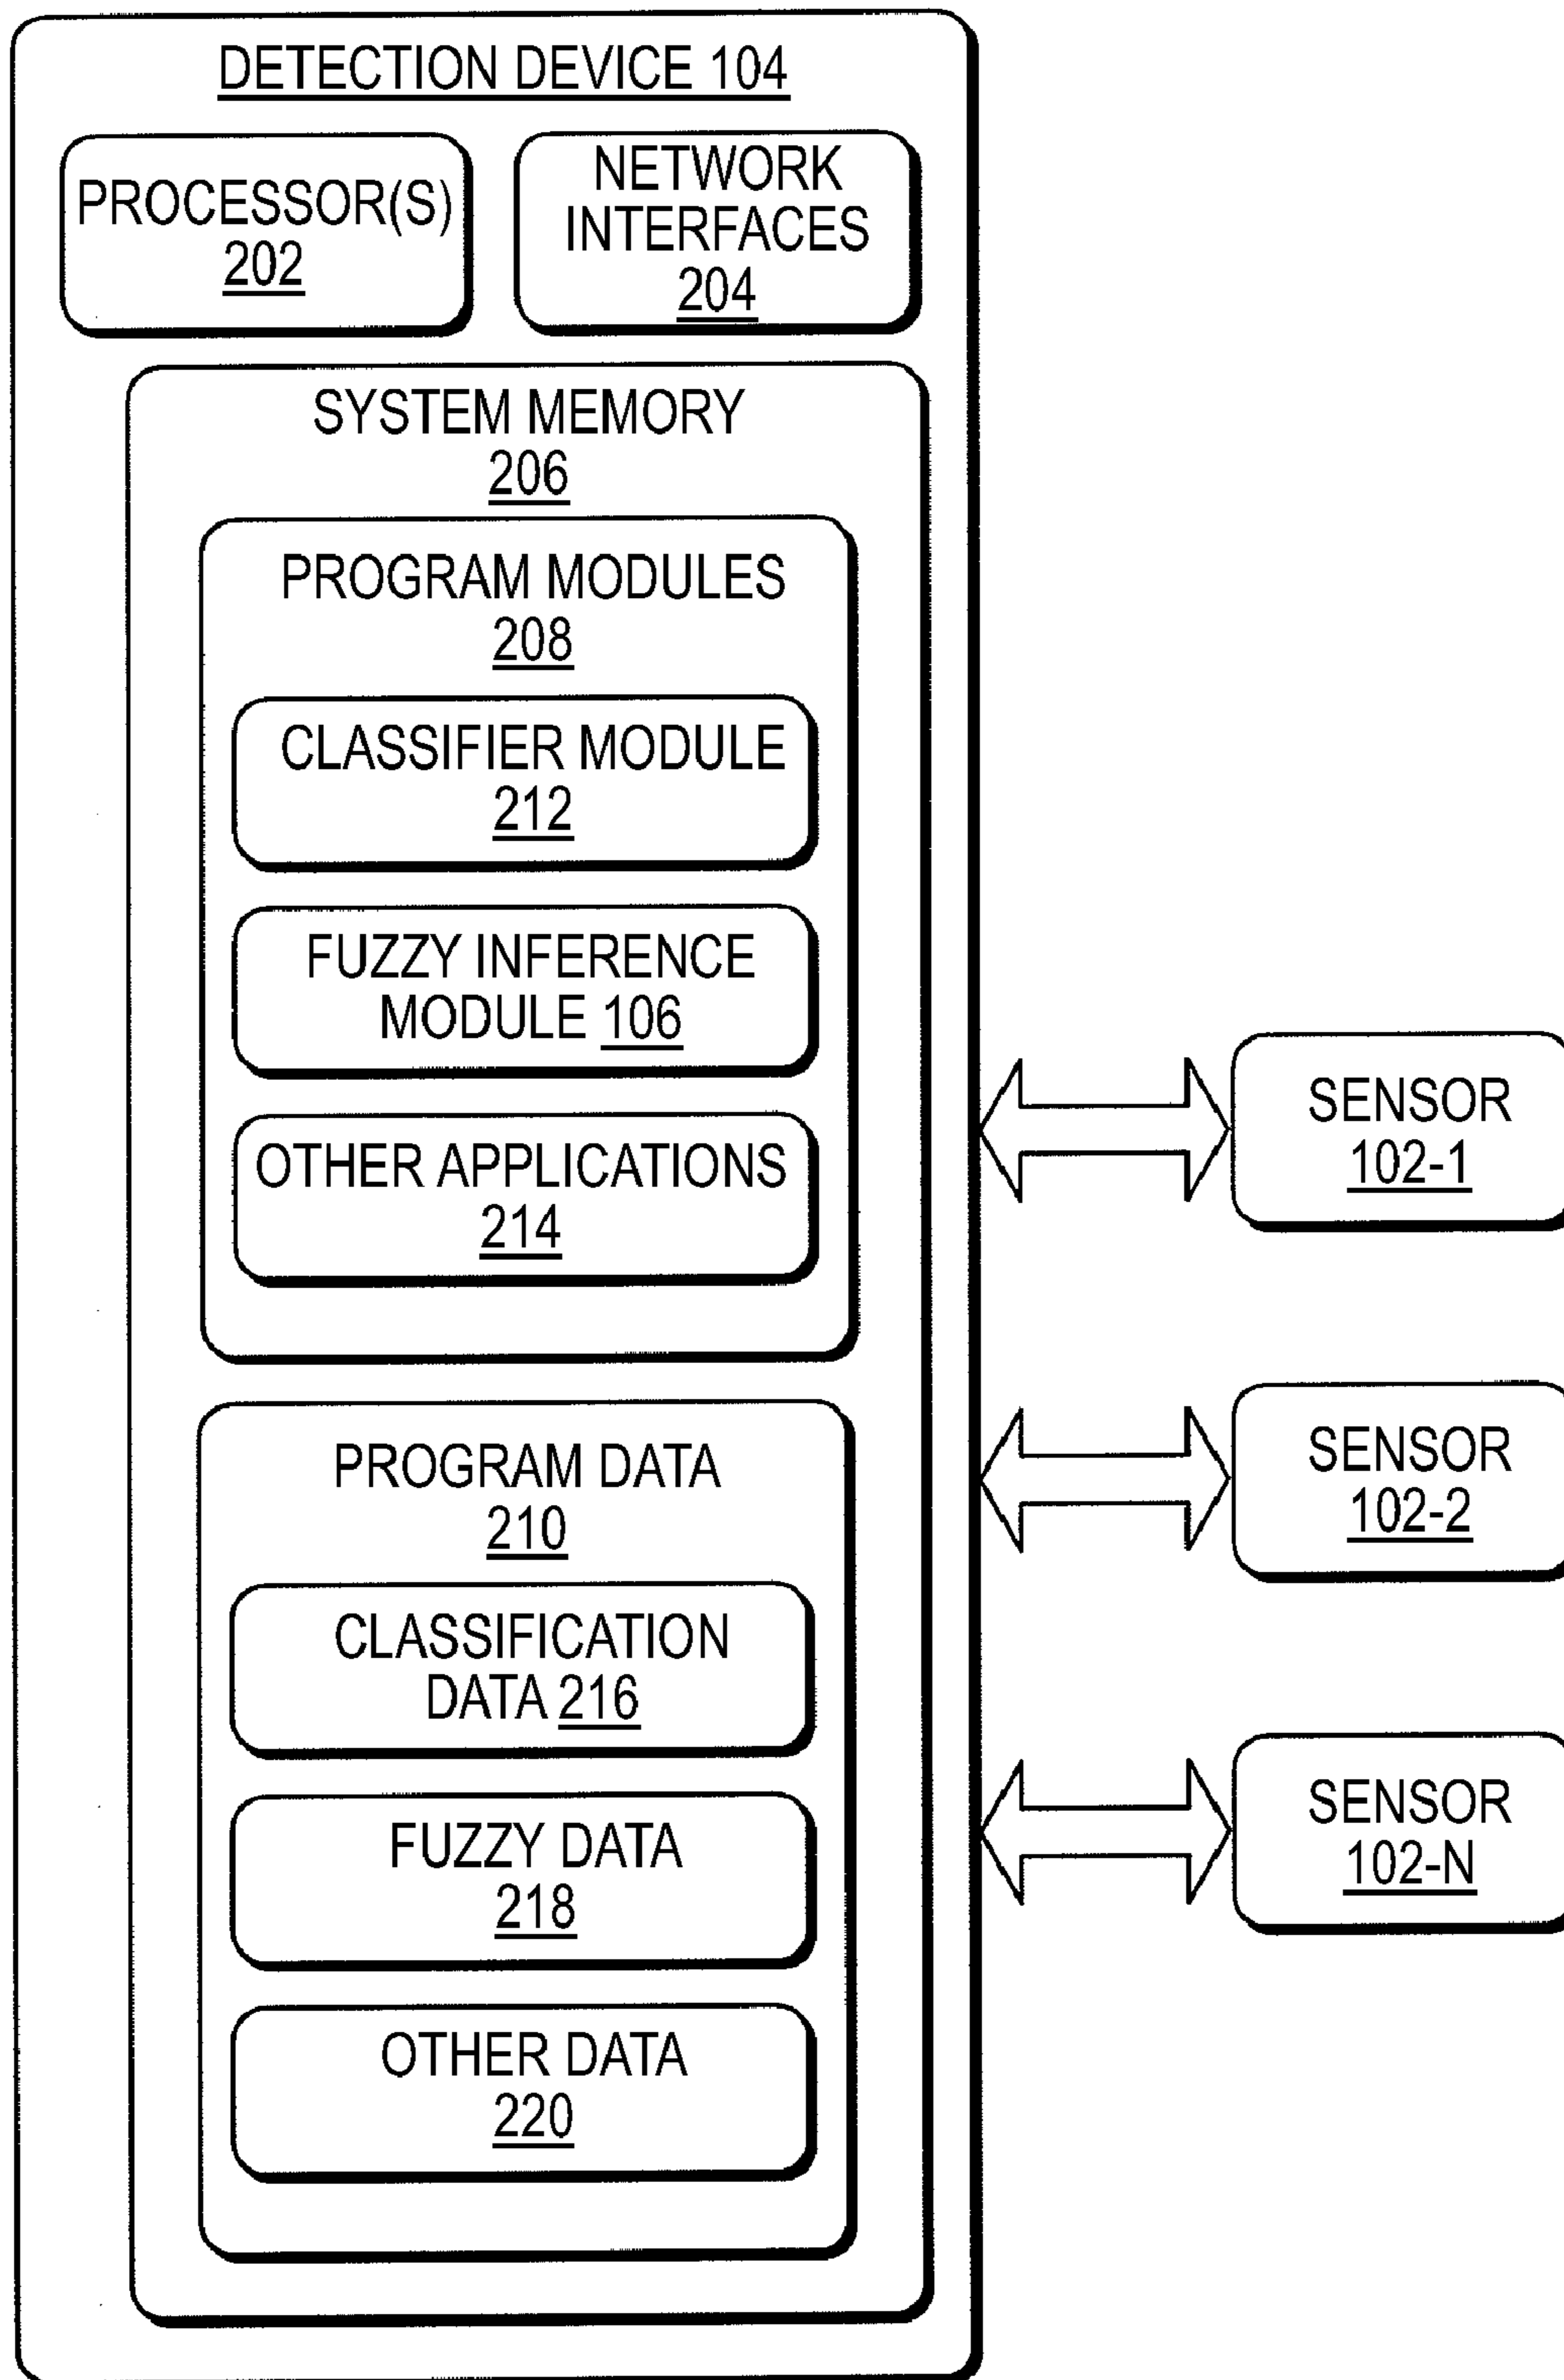 DETECTION DEVICE 104
PROCESSOR(S)
202
NETWORK
INTERFACES
204
SYSTEM MEMORY
206
PROGRAM MODULES
208
CLASSIFIER MODULE
212
FUZZY INFERENCE
MODULE 106
OTHER APPLICATIONS
214
PROGRAM DATA
210
CLASSIFICATION
DATA 216
FUZZY DATA
218
OTHER DATA
220
SENSOR
102-1
SENSOR
102-2
SENSOR
102-N